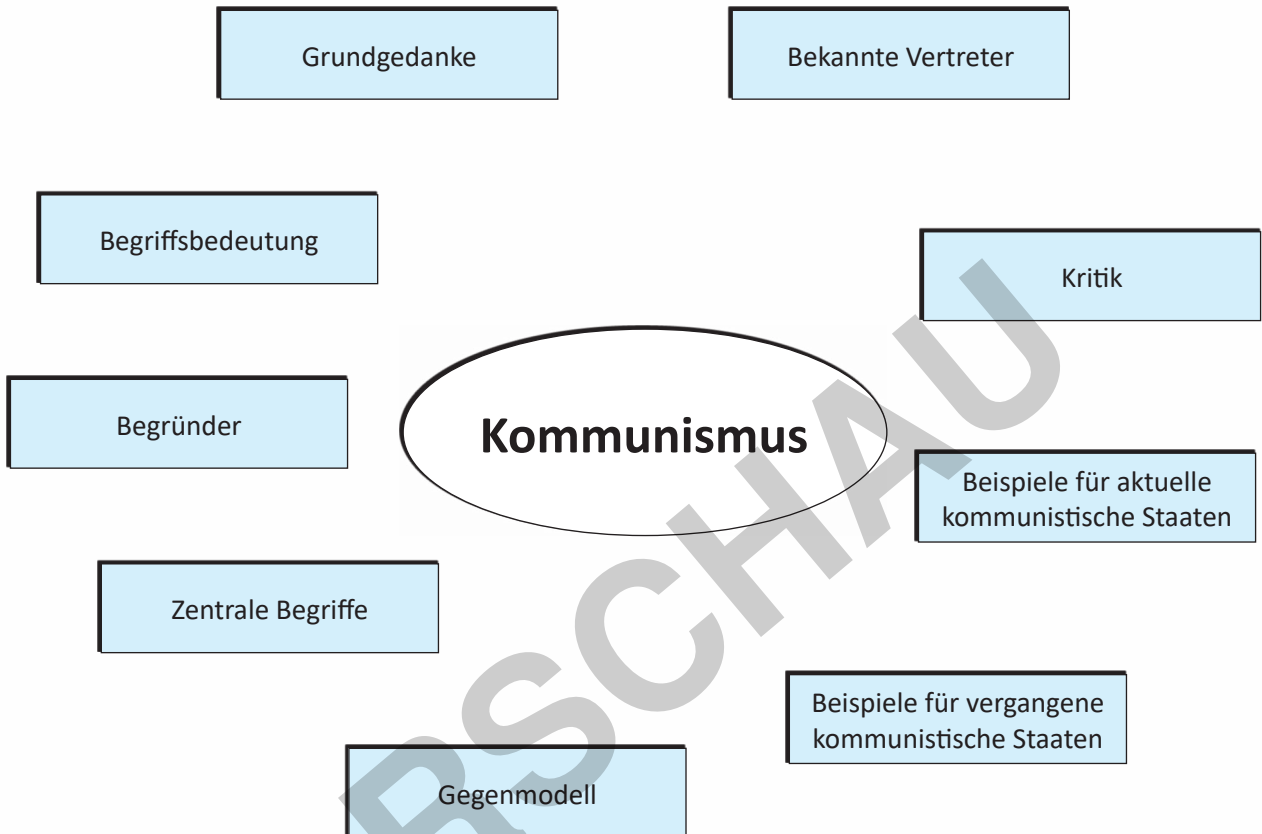 Grundgedanke
Bekannte Vertreter
Begriffsbedeutung
Kritik
Begründer
Kommunismus
Beispiele für aktuelle
kommunistische Staaten
Zentrale Begriffe
Beispiele für vergangene
kommunistische Staaten
Gegenmodell
RSCHAU